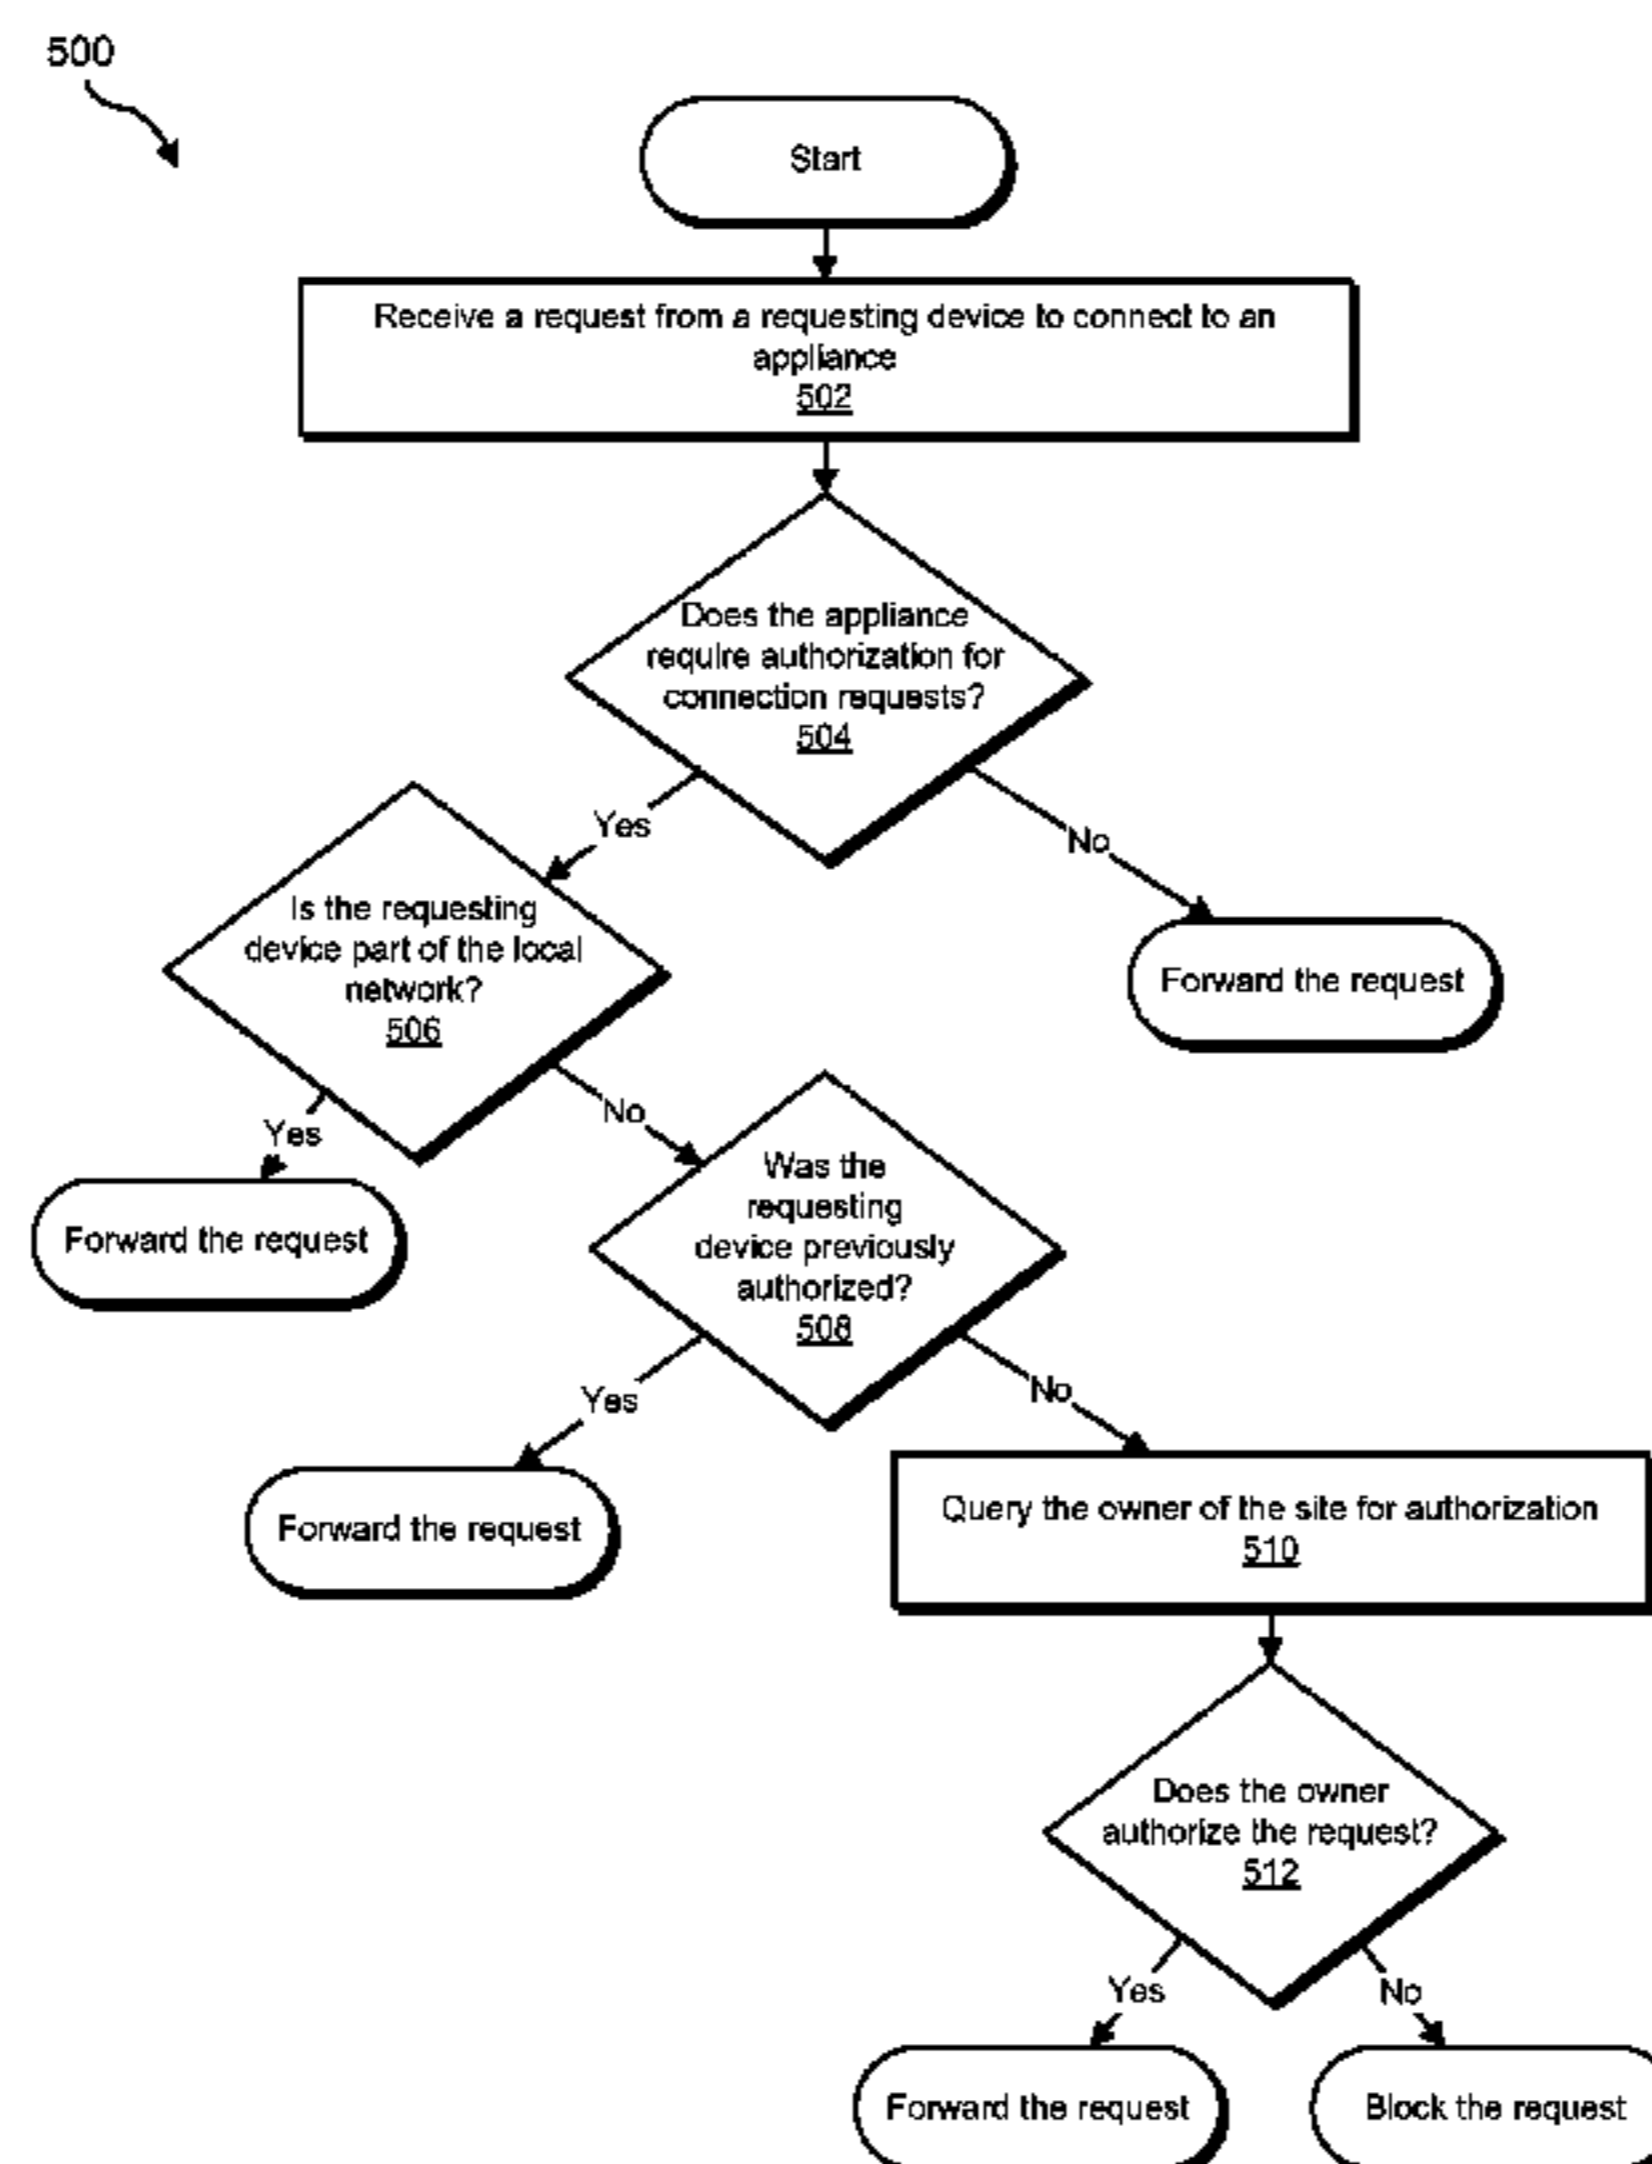 500
Start
Receive a request from a requesting device to connect to an
appliance
502
Does the appliance
require authorization for
connection requests?
504
Yes
No
Is the requesting
device part of the local
network?
506
Forward the request
Yes
No
Forward the request
Was the
requesting
device previously
authorized?
508
Yes
No
Forward the request
Query the owner of the site for authorization
510
Does the owner
authorize the request?
512
Yes
No
Forward the request
Block the request